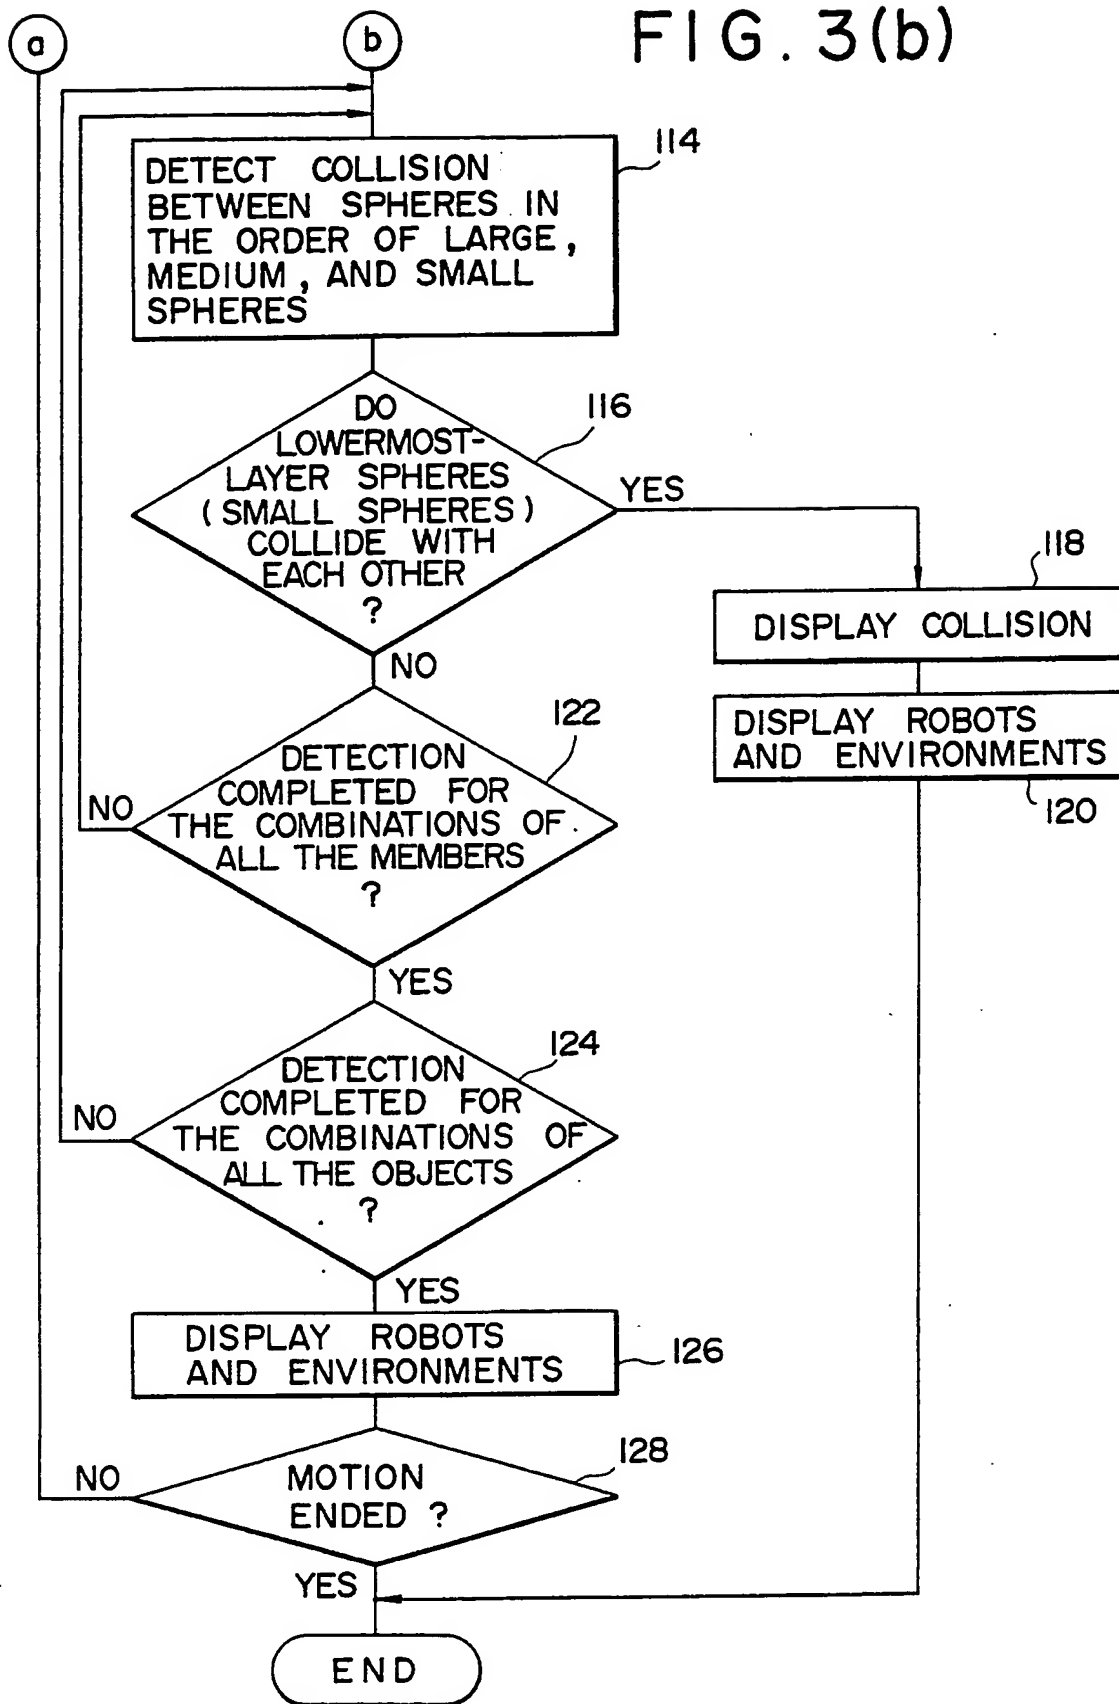 a
b
FIG. 3(b)
114
DETECT COLLISION
BETWEEN SPHERES IN
THE ORDER OF LARGE,
MEDIUM, AND SMALL
SPHERES
116
DO
LOWERMOST-
LAYER SPHERES
(SMALL SPHERES)
COLLIDE WITH
EACH OTHER
?
YES
NO
118
DISPLAY COLLISION
DISPLAY ROBOTS
AND ENVIRONMENTS
120
122
DETECTION
COMPLETED FOR
THE COMBINATIONS OF
ALL THE MEMBERS
?
NO
YES
124
DETECTION
COMPLETED FOR
THE COMBINATIONS OF
ALL THE OBJECTS
?
NO
YES
DISPLAY ROBOTS
AND ENVIRONMENTS
126
128
MOTION
ENDED ?
NO
YES
END